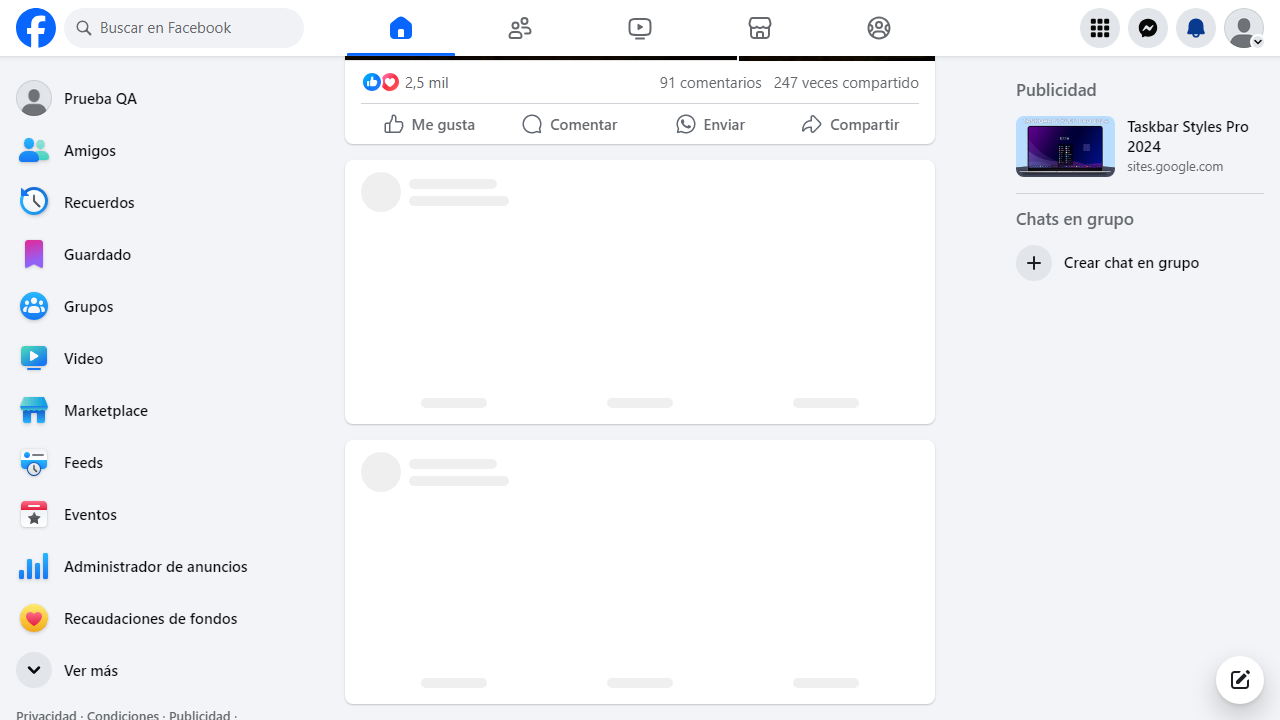 Buscar en Facebook
Prueba QA
Amigos
Recuerdos
Guardado
Grupos
Video
Marketplace
Feeds
Eventos
Administrador de anuncios
Recaudaciones de fondos
Ver más
Privacidad · Condiciones · Publicidad ·
2,5 mil
91 comentarios 247 veces compartido
Me gusta Comentar Enviar Compartir
Publicidad
Taskbar Styles Pro
2024
sites.google.com
Chats en grupo
Crear chat en grupo